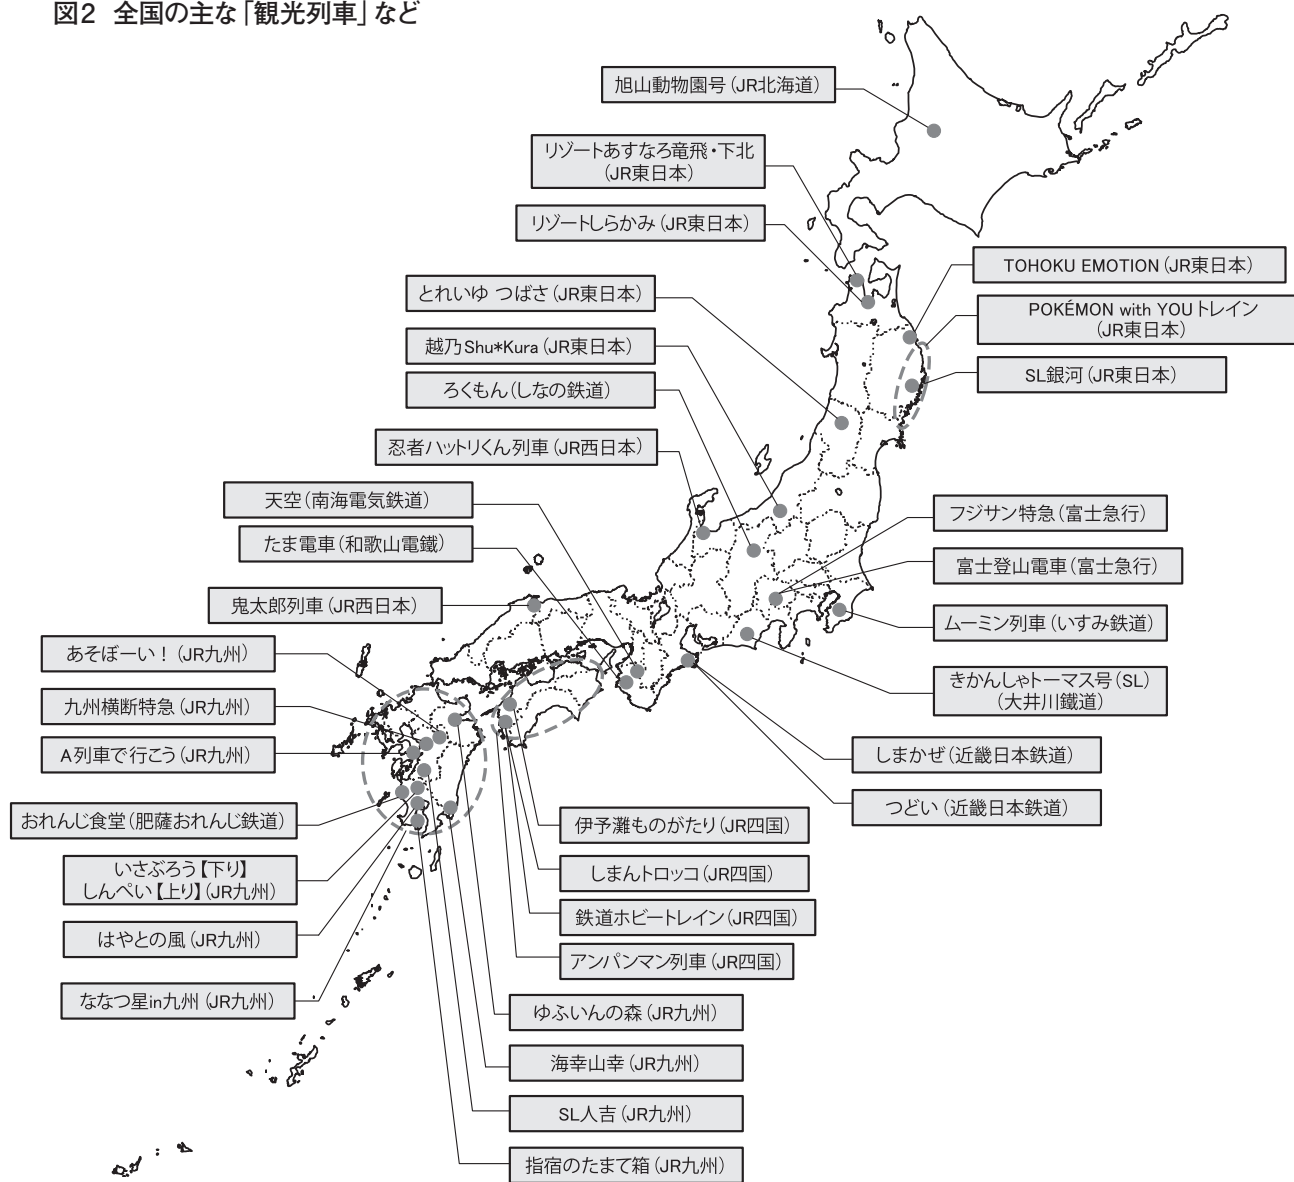 図2 全国の主な「観光列車」など
旭山動物園号(JR北海道)
リゾートあすなろ竜飛・下北
(JR東日本)
リゾートしらかみ(JR東日本)
TOHOKU EMOTION(JR東日本)
とれいゆ つばさ(JR東日本)
POKÉMON with YOUトレイン
(JR東日本)
越乃Shu*Kura(JR東日本)
SL銀河(JR東日本)
ろくもん(しなの鉄道)
忍者ハットリくん列車(JR西日本)
天空(南海電気鉄道)
フジサン特急(富士急行)
たま電車(和歌山電鐵)
富士登山電車(富士急行)
鬼太郎列車(JR西日本)
ムーミン列車(いすみ鉄道)
あそぼーい!(JR九州)
きかんしゃトーマス号(SL)
(大井川鐵道)
九州横断特急(JR九州)
A列車で行こう(JR九州)
しまかぜ(近畿日本鉄道)
つどい(近畿日本鉄道)
おれんじ食堂(肥薩おれんじ鉄道)
伊予灘ものがたり(JR四国)
いさぶろう【下り】
しんぺい【上り】(JR九州)
しまんトロッコ(JR四国)
鉄道ホビートレイン(JR四国)
はやとの風(JR九州)
アンパンマン列車(JR四国)
ななつ星in九州(JR九州)
ゆふいんの森(JR九州)
海幸山幸(JR九州)
SL人吉(JR九州)
指宿のたまて箱(JR九州)